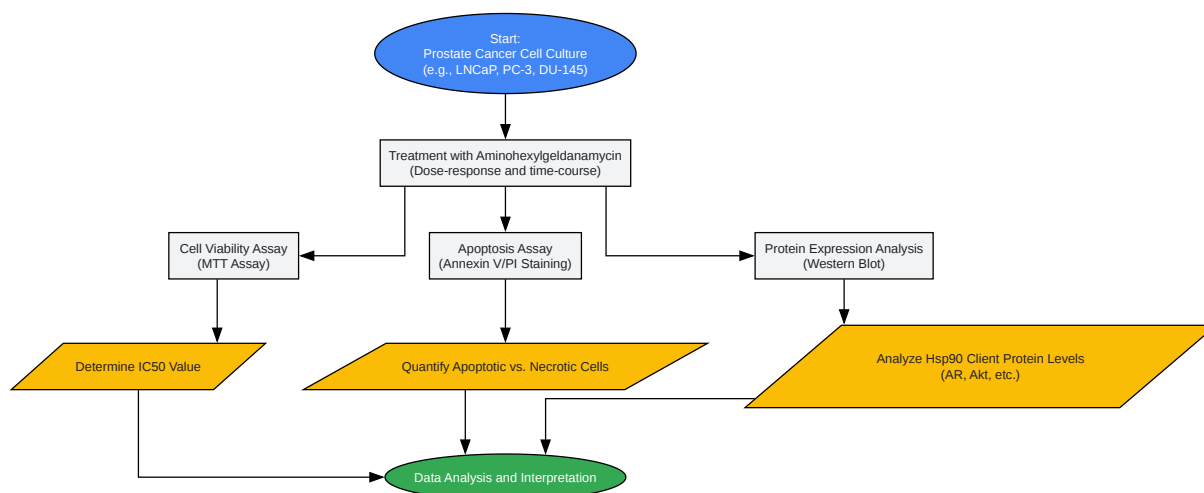 Start:
Prostate Cancer Cell Culture
(e.g., LNCaP, PC-3, DU-145)
Treatment with Aminohexylgeldanamycin
(Dose-response and time-course)
Cell Viability Assay
(MTT Assay)
Apoptosis Assay
(Annexin V/PI Staining)
Protein Expression Analysis
(Western Blot)
Determine IC50 Value
Quantify Apoptotic vs. Necrotic Cells
Analyze Hsp90 Client Protein Levels
(AR, Akt, etc.)
Data Analysis and Interpretation